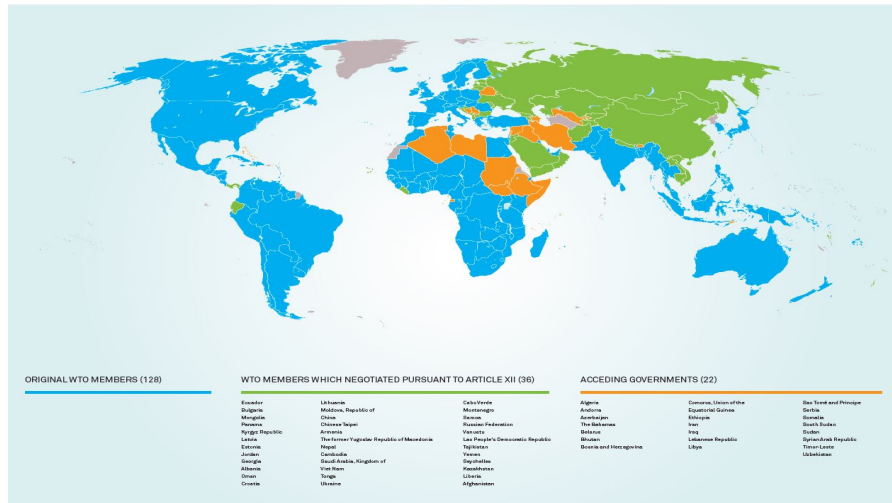 ORIGINAL WTO MEMBERS (128)
WTO MEMBERS WHICH NEGOTIATED PURSUANT TO ARTICLE XII (36)
Ecuador
Bulgaria
Mongolia
Panama
Kyrgyz Republic
Latvia
Estonia
Jordan
Georgia
Albania
Oman
Croatia
Lithuania
Moldova, Republic of
China
Chinese Taipei
Armenia
The former Yugoslav Republic of Macedonia
Nepal
Cambodia
Saudi Arabia, Kingdom of
Viet Nam
Tonga
Ukraine
Cabo Verde
Montenegro
Samoa
Russian Federation
Vanuatu
Lao People's Democratic Republic
Tajikistan
Yemen
Seychelles
Kazakhstan
Liberia
Afghanistan
ACCEDING GOVERNMENTS (22)
Algeria
Andorra
Azerbaijan
The Bahamas
Belarus
Bhutan
Bosnia and Herzegovina
Comoros, Union of the
Equatorial Guinea
Ethiopia
Iran
Iraq
Lebanese Republic
Libya
Sao Tomé and Principe
Serbia
Somalia
South Sudan
Sudan
Syrian Arab Republic
Timor-Leste
Uzbekistan